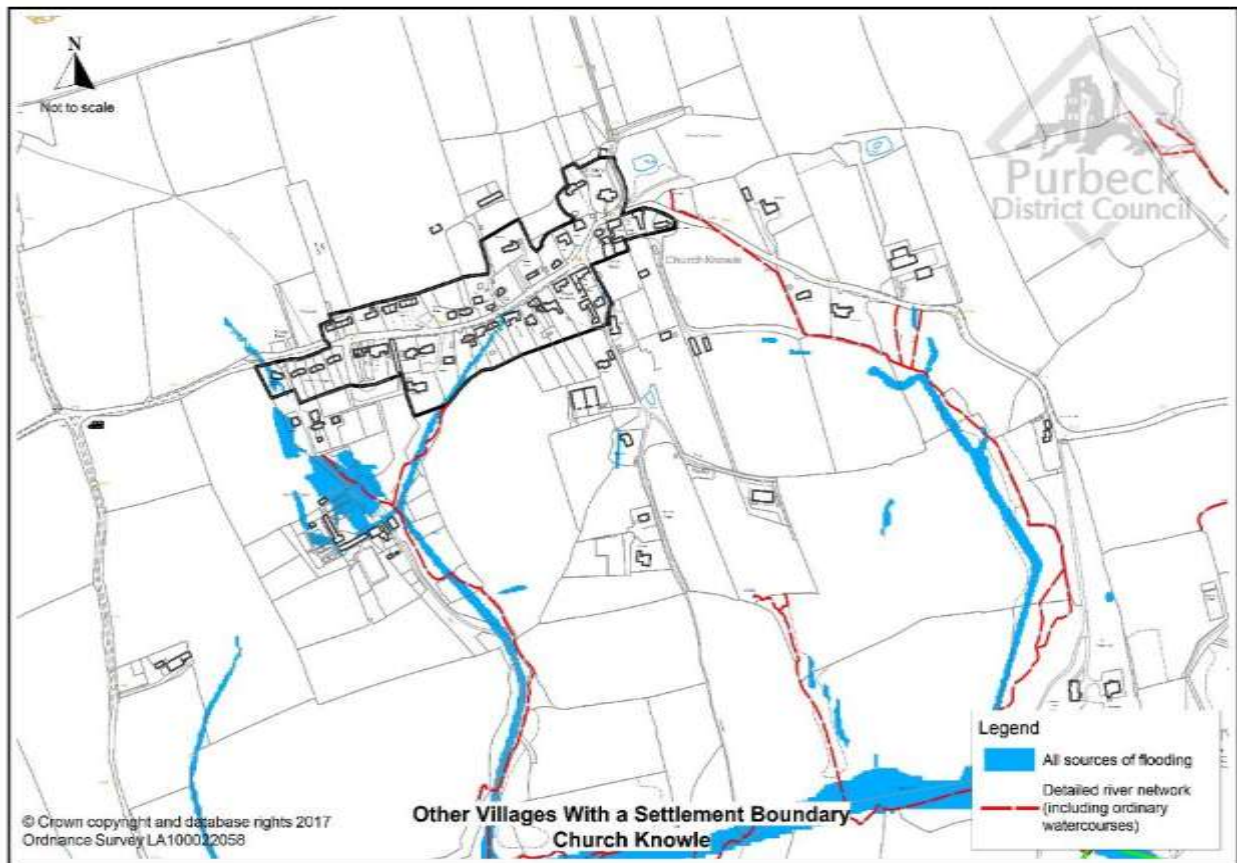 N
Not to scale
Purbeck
District Council
Church Knowle
Legend
All sources of flooding
Detailed river network
(including ordinary
watercourses)
Other Villages With a Settlement Boundary
Church Knowle
© Crown copyright and database rights 2017
Ordnance Survey LA100022058